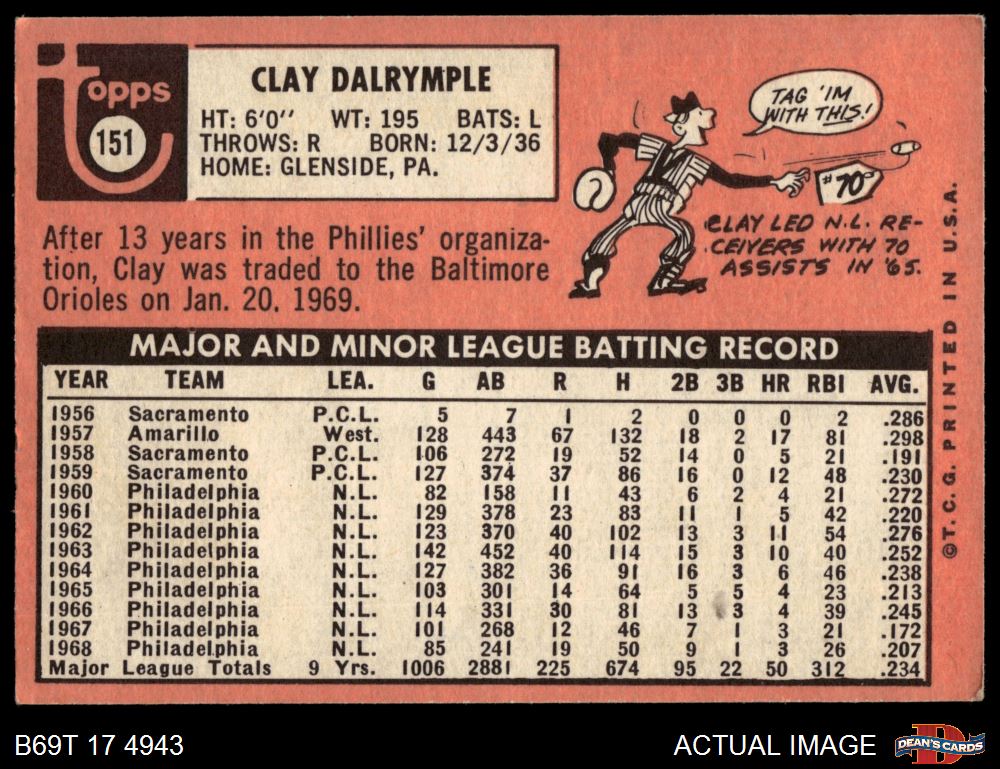 topps
151
CLAY DALRYMPLE
HT: 6'0'' WT: 195 BATS: L
THROWS: R BORN: 12/3/36
HOME: GLENSIDE, PA.
TAG 'IM
WITH THIS!
#70
CLAY LED N.L. RE-
CEIVERS WITH 70
ASSISTS IN '65.
After 13 years in the Phillies' organiza-
tion, Clay was traded to the Baltimore
Orioles on Jan. 20, 1969.
MAJOR AND MINOR LEAGUE BATTING RECORD
YEAR TEAM LEA. G AB R H 2B 3B HR RBI AVG.
1956 Sacramento P.C.L. 5 7 1 2 0 0 0 2 .286
1957 Amarillo West. 128 443 67 132 18 2 17 81 .298
1958 Sacramento P.C.L. 106 272 19 52 14 0 5 21 .191
1959 Sacramento P.C.L. 127 374 37 86 16 0 12 48 .230
1960 Philadelphia N.L. 82 158 11 43 6 2 4 21 .272
1961 Philadelphia N.L. 129 378 23 83 11 1 5 42 .220
1962 Philadelphia N.L. 123 370 40 102 13 3 11 54 .276
1963 Philadelphia N.L. 142 452 40 114 15 3 10 40 .252
1964 Philadelphia N.L. 127 382 36 91 16 3 6 46 .238
1965 Philadelphia N.L. 103 301 14 64 5 5 4 23 .213
1966 Philadelphia N.L. 114 331 30 81 13 3 4 39 .245
1967 Philadelphia N.L. 101 268 12 46 7 1 3 21 .172
1968 Philadelphia N.L. 85 241 19 50 9 1 3 26 .207
Major League Totals 9 Yrs. 1006 2881 225 674 95 22 50 312 .234
©T.C.G. PRINTED IN U.S.A.
B69T 17 4943
ACTUAL IMAGE
D
DEAN'S CARDS